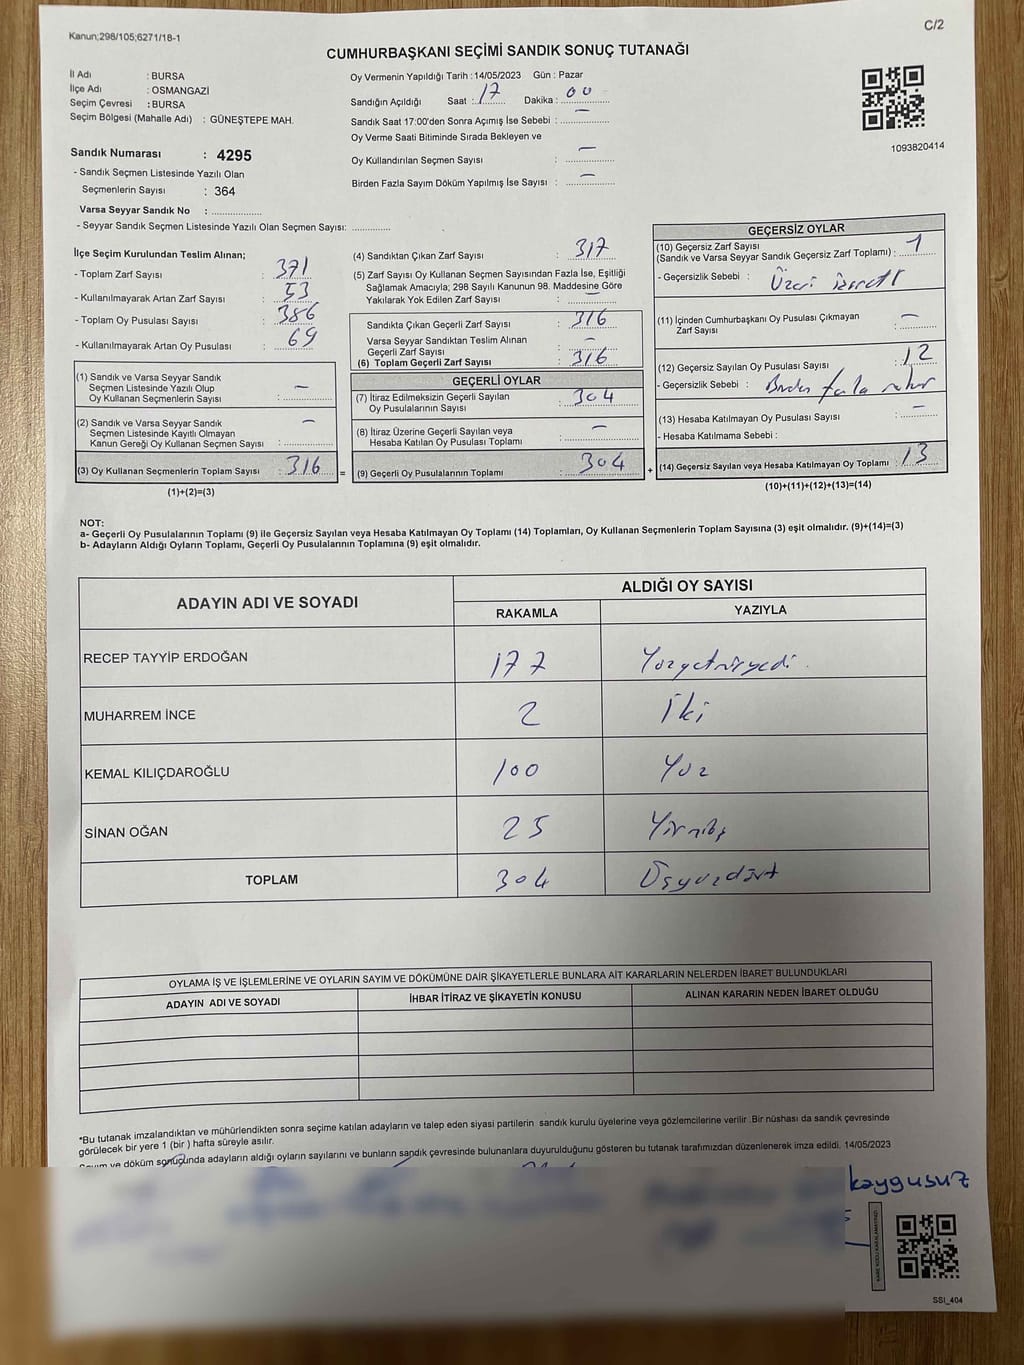 Kanun;298/105;6271/18-1
C/2
CUMHURBAŞKANI SEÇİMİ SANDIK SONUÇ TUTANAĞI
İl Adı : BURSA
İlçe Adı : OSMANGAZİ
Seçim Çevresi : BURSA
Seçim Bölgesi (Mahalle Adı) : GÜNEŞTEPE MAH.
Sandık Numarası : 4295
- Sandık Seçmen Listesinde Yazılı Olan
Seçmenlerin Sayısı : 364
Varsa Seyyar Sandık No : ..................
- Seyyar Sandık Seçmen Listesinde Yazılı Olan Seçmen Sayısı: ..............
Oy Vermenin Yapıldığı Tarih : 14/05/2023 Gün : Pazar
Sandığın Açıldığı Saat : 17 Dakika : 00
Sandık Saat 17:00'den Sonra Açımış İse Sebebi : —
Oy Verme Saati Bitiminde Sırada Bekleyen ve
Oy Kullandırılan Seçmen Sayısı : —
Birden Fazla Sayım Döküm Yapılmış İse Sayısı : —
1093820414
İlçe Seçim Kurulundan Teslim Alınan;
- Toplam Zarf Sayısı : 371
- Kullanılmayarak Artan Zarf Sayısı : 53
- Toplam Oy Pusulası Sayısı : 386
- Kullanılmayarak Artan Oy Pusulası : 69
(1) Sandık ve Varsa Seyyar Sandık
Seçmen Listesinde Yazılı Olup
Oy Kullanan Seçmenlerin Sayısı : —
(2) Sandık ve Varsa Seyyar Sandık
Seçmen Listesinde Kayıtlı Olmayan
Kanun Gereği Oy Kullanan Seçmen Sayısı : —
(3) Oy Kullanan Seçmenlerin Toplam Sayısı : 316
(1)+(2)=(3)
=
(4) Sandıktan Çıkan Zarf Sayısı : 317
(5) Zarf Sayısı Oy Kullanan Seçmen Sayısından Fazla İse, Eşitliği
Sağlamak Amacıyla; 298 Sayılı Kanunun 98. Maddesine Göre
Yakılarak Yok Edilen Zarf Sayısı : —
Sandıkta Çıkan Geçerli Zarf Sayısı : 316
Varsa Seyyar Sandıktan Teslim Alınan
Geçerli Zarf Sayısı : —
(6) Toplam Geçerli Zarf Sayısı : 316
GEÇERLİ OYLAR
(7) İtiraz Edilmeksizin Geçerli Sayılan
Oy Pusulalarının Sayısı : 304
(8) İtiraz Üzerine Geçerli Sayılan veya
Hesaba Katılan Oy Pusulası Toplamı : —
(9) Geçerli Oy Pusulalarının Toplamı : 304
+
GEÇERSİZ OYLAR
(10) Geçersiz Zarf Sayısı
(Sandık ve Varsa Seyyar Sandık Geçersiz Zarf Toplamı) : 1
- Geçersizlik Sebebi : Üzeri
(11) İçinden Cumhurbaşkanı Oy Pusulası Çıkmayan
Zarf Sayısı : —
(12) Geçersiz Sayılan Oy Pusulası Sayısı : 12
- Geçersizlik Sebebi : Birden fazla mühür
(13) Hesaba Katılmayan Oy Pusulası Sayısı : —
- Hesaba Katılmama Sebebi :
(14) Geçersiz Sayılan veya Hesaba Katılmayan Oy Toplamı : 13
(10)+(11)+(12)+(13)=(14)
NOT:
a- Geçerli Oy Pusulalarının Toplamı (9) ile Geçersiz Sayılan veya Hesaba Katılmayan Oy Toplamı (14) Toplamları, Oy Kullanan Seçmenlerin Toplam Sayısına (3) eşit olmalıdır. (9)+(14)=(3)
b- Adayların Aldığı Oyların Toplamı, Geçerli Oy Pusulalarının Toplamına (9) eşit olmalıdır.
ADAYIN ADI VE SOYADI
ALDIĞI OY SAYISI
RAKAMLA YAZIYLA
RECEP TAYYİP ERDOĞAN 177 Yüzyetmişyedi
MUHARREM İNCE 2 İki
KEMAL KILIÇDAROĞLU 100 Yüz
SİNAN OĞAN 25 Yirmibeş
TOPLAM 304 Üçyüzdört
OYLAMA İŞ VE İŞLEMLERİNE VE OYLARIN SAYIM VE DÖKÜMÜNE DAİR ŞİKAYETLERLE BUNLARA AİT KARARLARIN NELERDEN İBARET BULUNDUKLARI
ADAYIN ADI VE SOYADI İHBAR İTİRAZ VE ŞİKAYETİN KONUSU ALINAN KARARIN NEDEN İBARET OLDUĞU
*Bu tutanak imzalandıktan ve mühürlendikten sonra seçime katılan adayların ve talep eden siyasi partilerin sandık kurulu üyelerine veya gözlemcilerine verilir .Bir nüshası da sandık çevresinde
görülecek bir yere 1 (bir ) hafta süreyle asılır.
ve döküm sonucunda adayların aldığı oyların sayılarını ve bunların sandık çevresinde bulunanlara duyurulduğunu gösteren bu tutanak tarafımızdan düzenlenerek imza edildi. 14/05/2023
kaygusuz
KARE KODU KARALAMAYINIZ
SSI_404